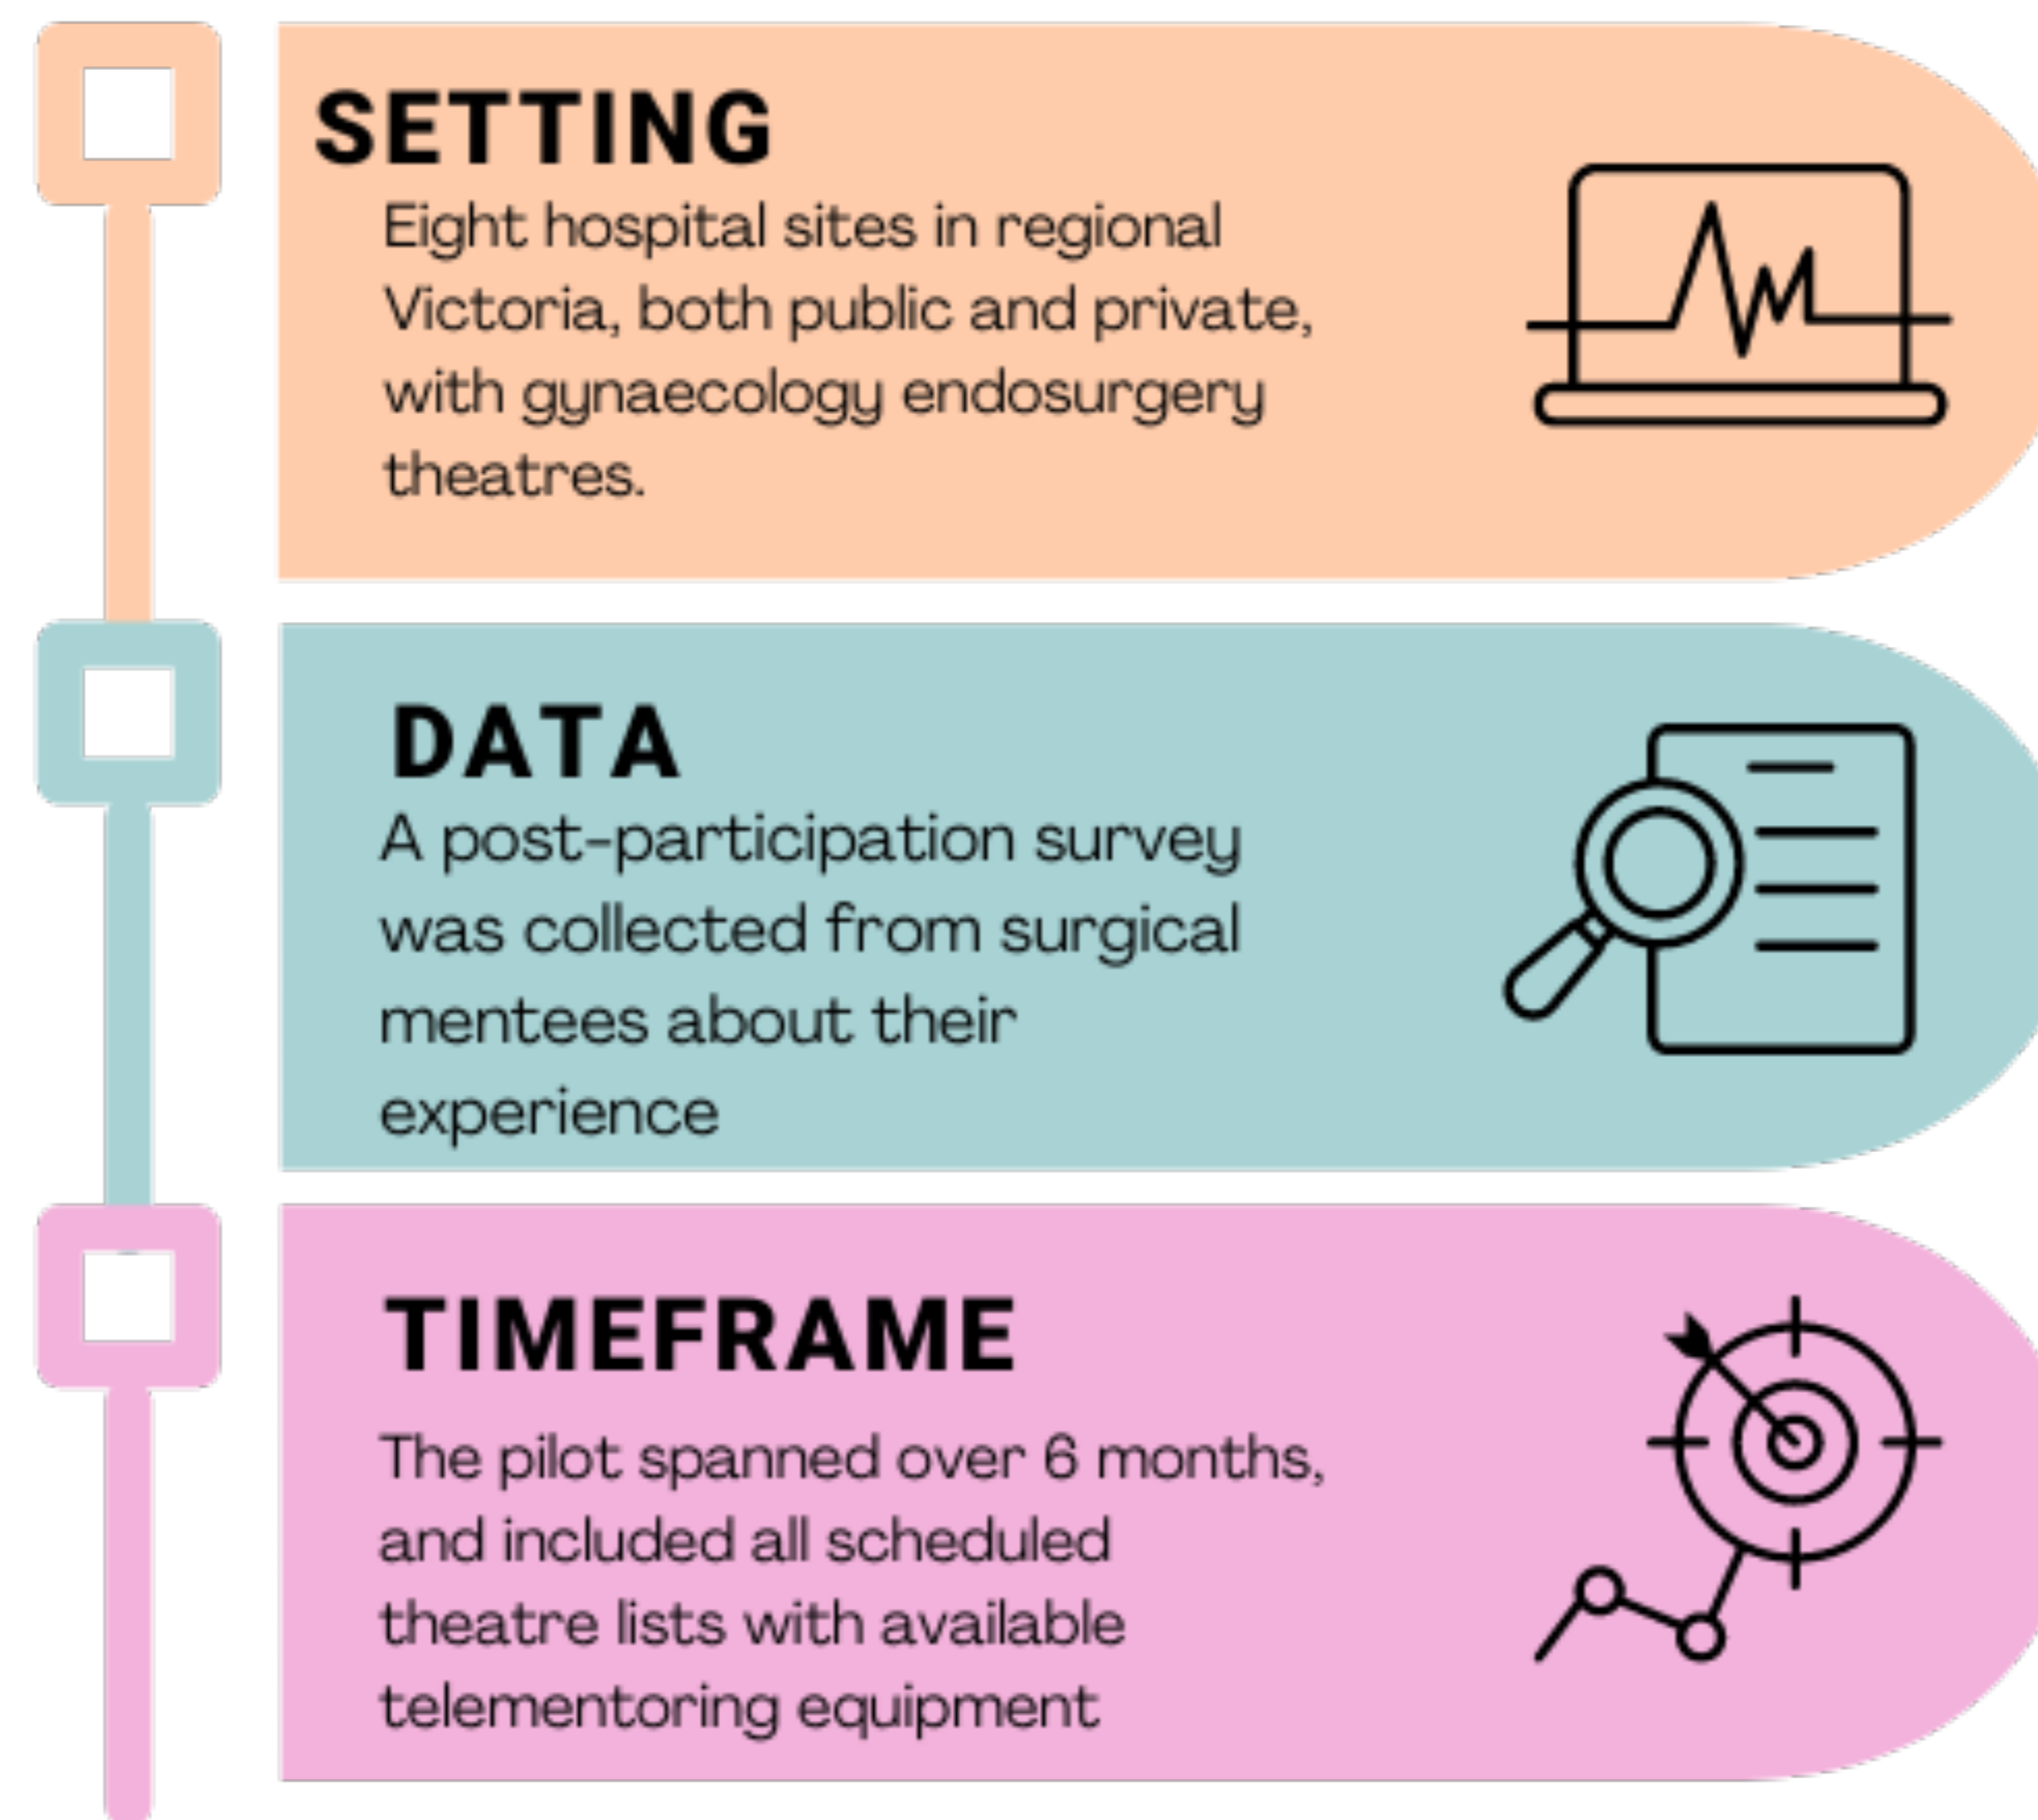 SETTING
Eight hospital sites in regional
Victoria, both public and private,
with gynaecology endosurgery
theatres.
DATA
A post-participation survey
was collected from surgical
mentees about their
experience
TIMEFRAME
The pilot spanned over 6 months,
and included all scheduled
theatre lists with available
telementoring equipment